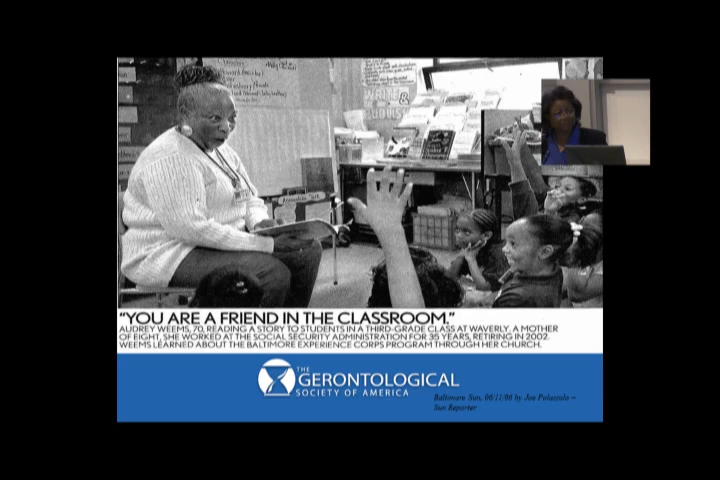 WRITE
&
"YOU ARE A FRIEND IN THE CLASSROOM."
AUDREY WEEMS, 70, READING A STORY TO STUDENTS IN A THIRD-GRADE CLASS AT WAVERLY. A MOTHER
OF EIGHT, SHE WORKED AT THE SOCIAL SECURITY ADMINISTRATION FOR 35 YEARS, RETIRING IN 2002.
WEEMS LEARNED ABOUT THE BALTIMORE EXPERIENCE CORPS PROGRAM THROUGH HER CHURCH.
THE
GERONTOLOGICAL
SOCIETY OF AMERICA
Baltimore Sun, 06/11/06 by Joe Palazzolo –
Sun Reporter